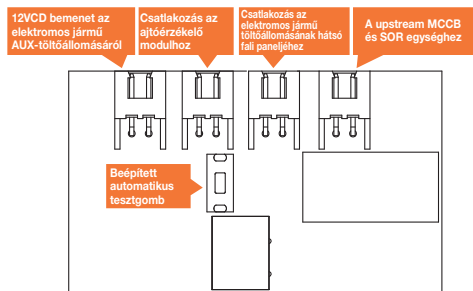 12VCD bemenet az
elektromos jármű
AUX-töltőállomásáról
Csatlakozás az
ajtóérzékelő
modulhoz
Csatlakozás az
elektromos jármű
töltőállomásának hátsó
fali paneljéhez
A upstream MCCB
és SOR egységhez
Beépített
automatikus
tesztgomb